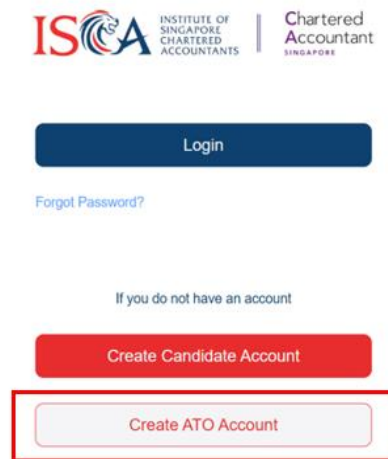 ISCA
INSTITUTE OF
SINGAPORE
CHARTERED
ACCOUNTANTS
Chartered
Accountant
SINGAPORE
Login
Forgot Password?
If you do not have an account
Create Candidate Account
Create ATO Account